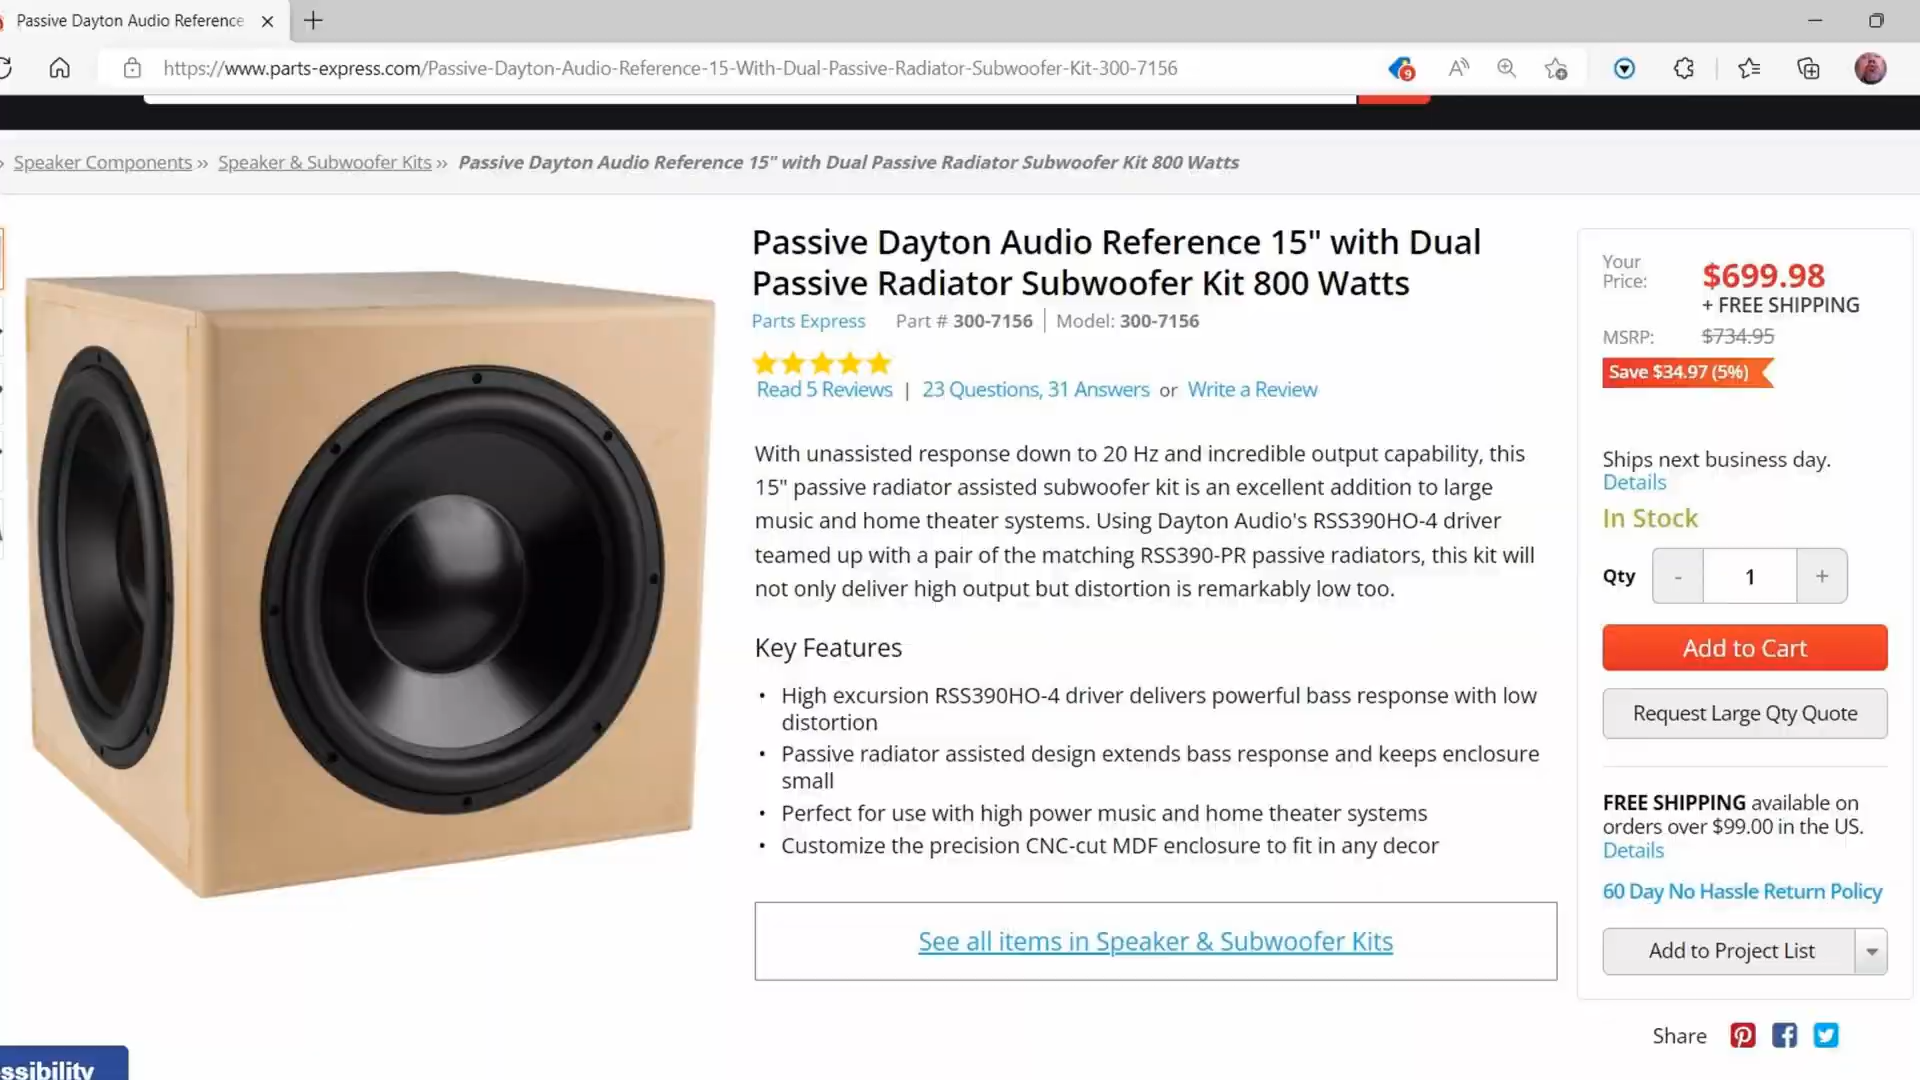 Passive Dayton Audio Reference
https://www.parts-express.com/Passive-Dayton-Audio-Reference-15-With-Dual-Passive-Radiator-Subwoofer-Kit-300-7156
9
Speaker Components »
Speaker & Subwoofer Kits »
Passive Dayton Audio Reference 15" with Dual Passive Radiator Subwoofer Kit 800 Watts
Passive Dayton Audio Reference 15" with Dual
Passive Radiator Subwoofer Kit 800 Watts
Parts Express Part # 300-7156 | Model: 300-7156
Read 5 Reviews | 23 Questions, 31 Answers or Write a Review
With unassisted response down to 20 Hz and incredible output capability, this
15" passive radiator assisted subwoofer kit is an excellent addition to large
music and home theater systems. Using Dayton Audio's RSS390HO-4 driver
teamed up with a pair of the matching RSS390-PR passive radiators, this kit will
not only deliver high output but distortion is remarkably low too.
Key Features
• High excursion RSS390HO-4 driver delivers powerful bass response with low
distortion
• Passive radiator assisted design extends bass response and keeps enclosure
small
• Perfect for use with high power music and home theater systems
• Customize the precision CNC-cut MDF enclosure to fit in any decor
See all items in Speaker & Subwoofer Kits
Your
Price:
$699.98
+ FREE SHIPPING
MSRP: $734.95
Save $34.97 (5%)
Ships next business day.
Details
In Stock
Qty - 1 +
Add to Cart
Request Large Qty Quote
FREE SHIPPING available on
orders over $99.00 in the US.
Details
60 Day No Hassle Return Policy
Add to Project List
Share
ssibility